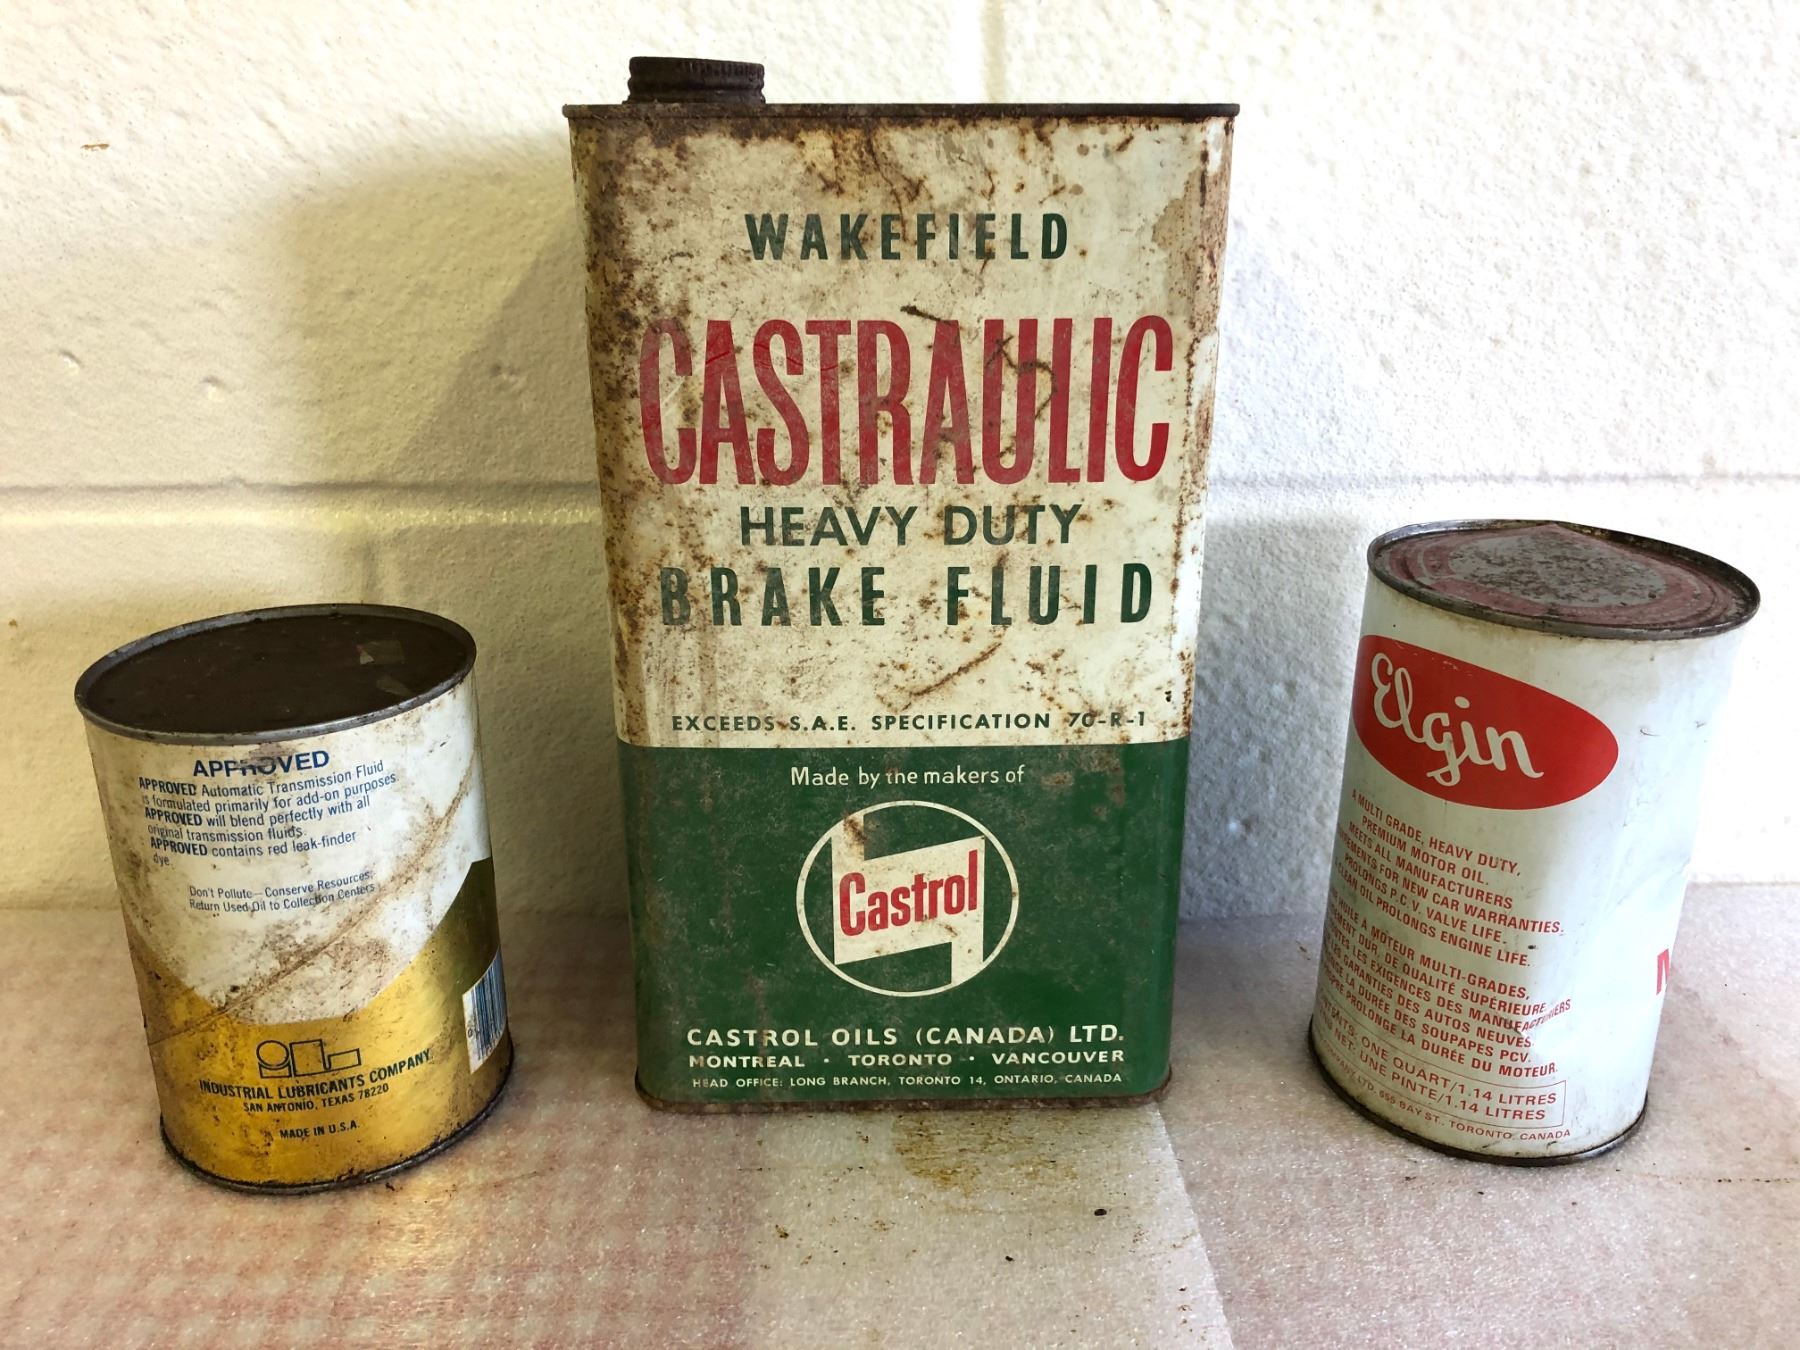 APPROVED
APPROVED Automatic Transmission Fluid
is formulated primarily for add-on purposes
APPROVED will blend perfectly with all
original transmission fluids.
APPROVED contains red leak-finder
dye.
Don't Pollute—Conserve Resources;
Return Used Oil to Collection Centers
INDUSTRIAL LUBRICANTS COMPANY
SAN ANTONIO, TEXAS 78220
MADE IN U.S.A.
WAKEFIELD
CASTRAULIC
HEAVY DUTY
BRAKE FLUID
EXCEEDS S.A.E. SPECIFICATION 70-R-1
Made by the makers of
Castrol
CASTROL OILS (CANADA) LTD.
MONTREAL • TORONTO • VANCOUVER
HEAD OFFICE: LONG BRANCH, TORONTO 14, ONTARIO, CANADA
Elgin
A MULTI GRADE, HEAVY DUTY,
PREMIUM MOTOR OIL.
MEETS ALL MANUFACTURERS
FOR NEW CAR WARRANTIES.
PROLONGS P.C.V. VALVE LIFE.
CLEAN OIL PROLONGS ENGINE LIFE.
HUILE À MOTEUR MULTI-GRADES,
DUR, DE QUALITÉ SUPÉRIEURE.
LES EXIGENCES DES MANUFACTURIERS
LES GARANTIES DES AUTOS NEUVES.
LA DURÉE DES SOUPAPES PCV.
PROLONGE LA DURÉE DU MOTEUR.
ONE QUART/1.14 LITRES
NET: UNE PINTE/1.14 LITRES
LTD. 555 BAY ST. TORONTO, CANADA